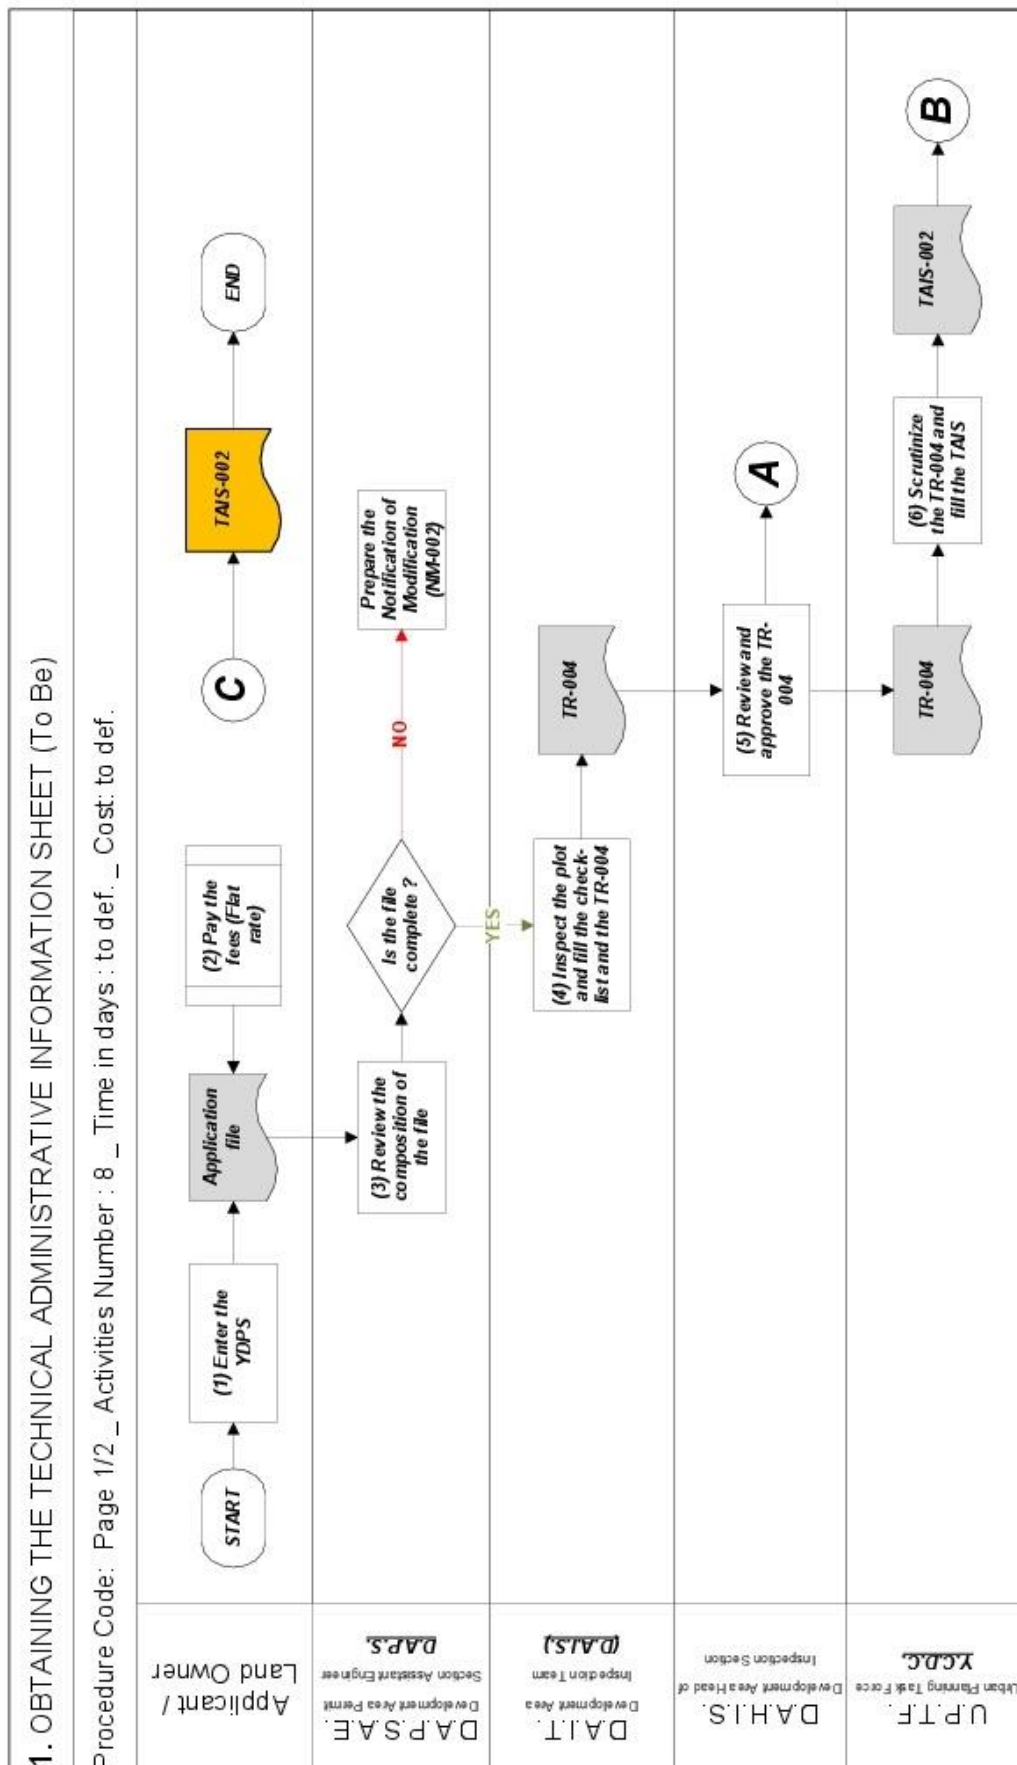 1. OBTAINING THE TECHNICAL ADMINISTRATIVE INFORMATION SHEET (To Be)
Procedure Code: Page 1/2 _ Activities Number : 8 _ Time in days : to def. _ Cost: to def.
Applicant /
Land Owner
START
(1) Enter the
YDPS
Application
file
(2) Pay the
fees (Flat
rate)
C
TAIS-002
END
D.A.P.S.A.E.
Development Area Permit
Section Assistant Engineer
D.A.P.S.
(3) Review the
composition of
the file
Is the file
complete ?
NO
Prepare the
Notification of
Modification
(NM-002)
YES
D.A.I.T.
Development Area
Inspection Team
(D.A.I.S.)
(4) Inspect the plot
and fill the check-
list and the TR-004
TR-004
D.A.H.I.S.
Development Area Head of
Inspection Section
(5) Review and
approve the TR-
004
A
U.P.T.F.
Urban Planning Task Force
Y.C.D.C.
TR-004
(6) Scrutinize
the TR-004 and
fill the TAIS
TAIS-002
B